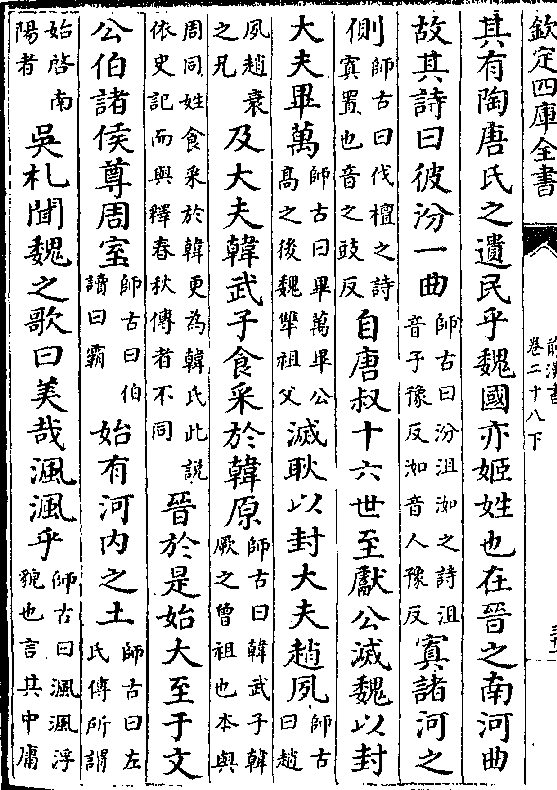 欽定四庫全書
前漢書
卷二十八下
其有陶唐氏之遺民乎魏國亦姬姓也在晉之南河曲
故其詩曰彼汾一曲師古曰汾沮洳之詩沮音子豫反洳音人豫反寘諸河之
側師古曰伐檀之詩寘置也音之豉反自唐叔十六世至獻公滅魏以封
大夫畢萬師古曰畢萬畢公高之後魏犨祖父滅耿以封大夫趙夙師古曰趙
夙趙衰之兄及大夫韓武子食采於韓原師古曰韓武子韓厥之曾祖也本與
周同姓食采於韓更為韓氏此說依史記而與釋春秋傳者不同晉於是始大至于文
公伯諸侯尊周室師古曰伯讀曰霸始有河内之土師古曰左氏傳所謂
始啓南陽者吳札聞魏之歌曰美哉渢渢乎師古曰渢渢浮貌也言其中庸